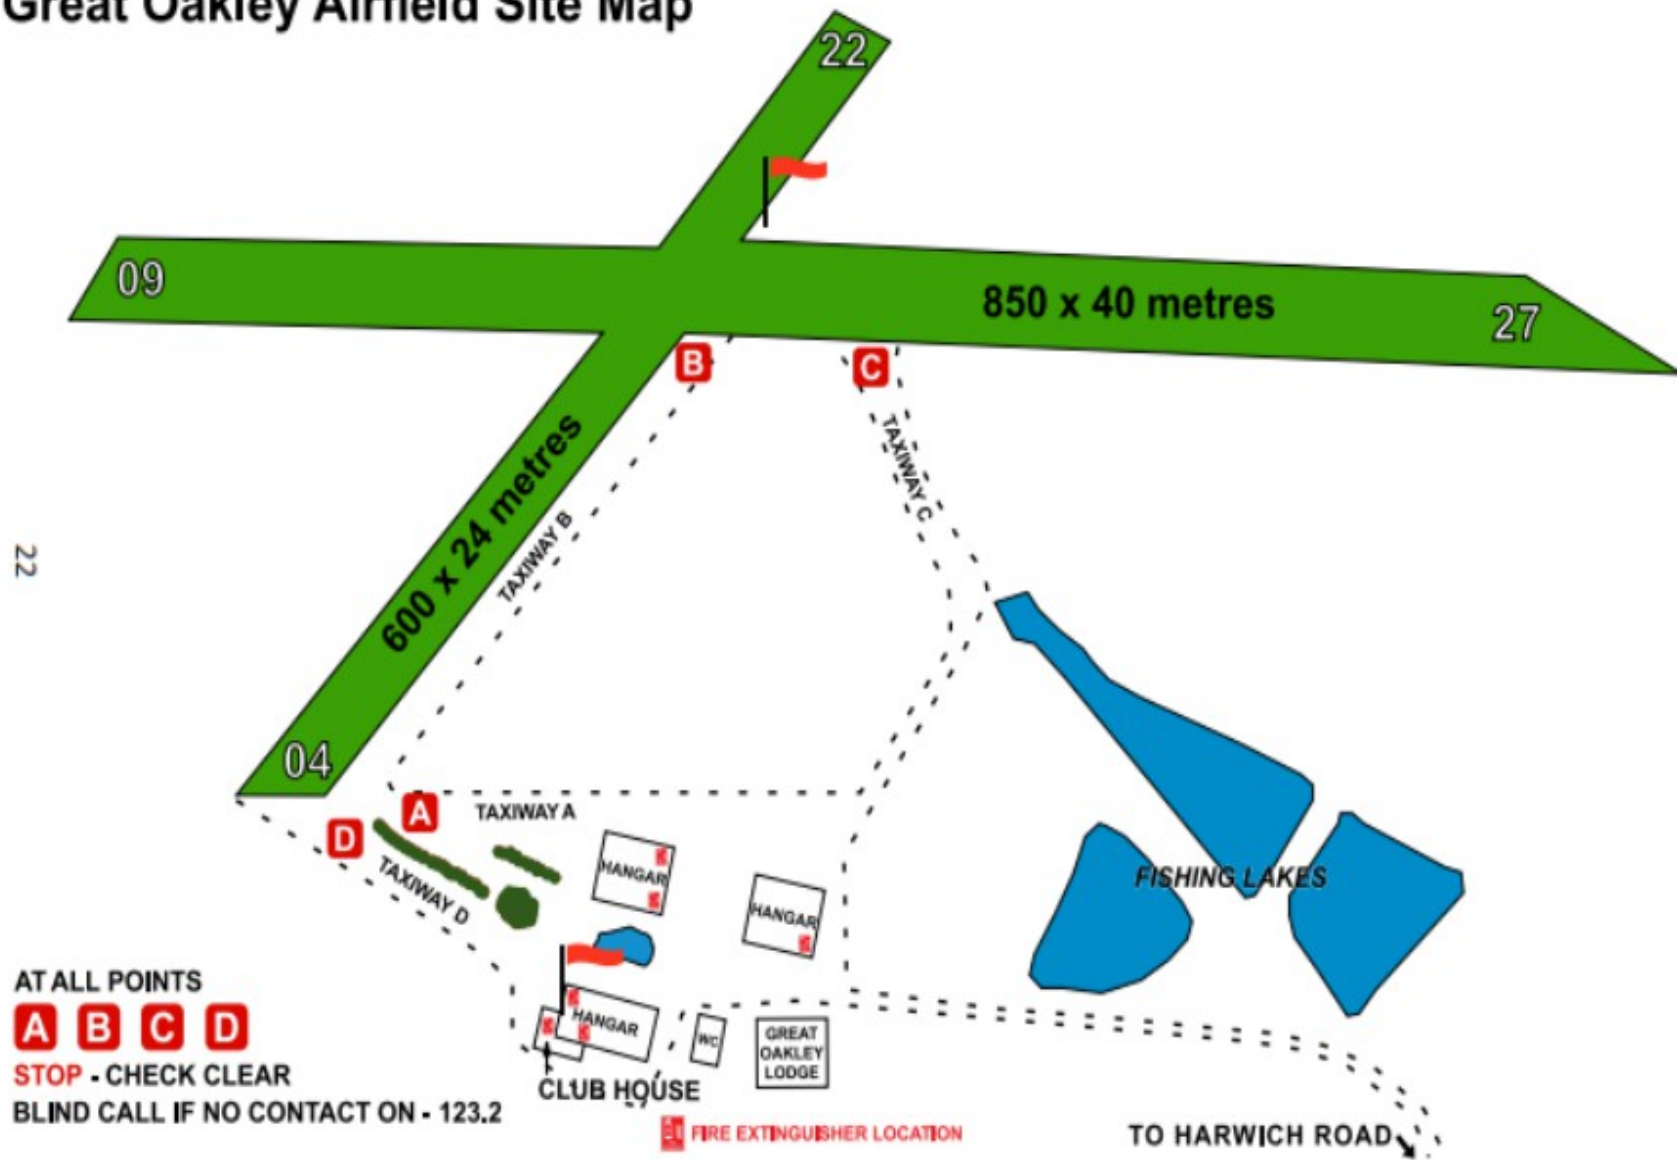 Great Oakley Airfield Site Map
22
09
850 x 40 metres
27
B
C
TAXIWAY C
600 x 24 metres
TAXIWAY B
22
04
A
TAXIWAY A
D
TAXIWAY D
HANGAR
HANGAR
FISHING LAKES
AT ALL POINTS
A B C D
STOP - CHECK CLEAR
BLIND CALL IF NO CONTACT ON - 123.2
HANGAR
WC
GREAT
OAKLEY
LODGE
CLUB HOUSE
FIRE EXTINGUISHER LOCATION
TO HARWICH ROAD